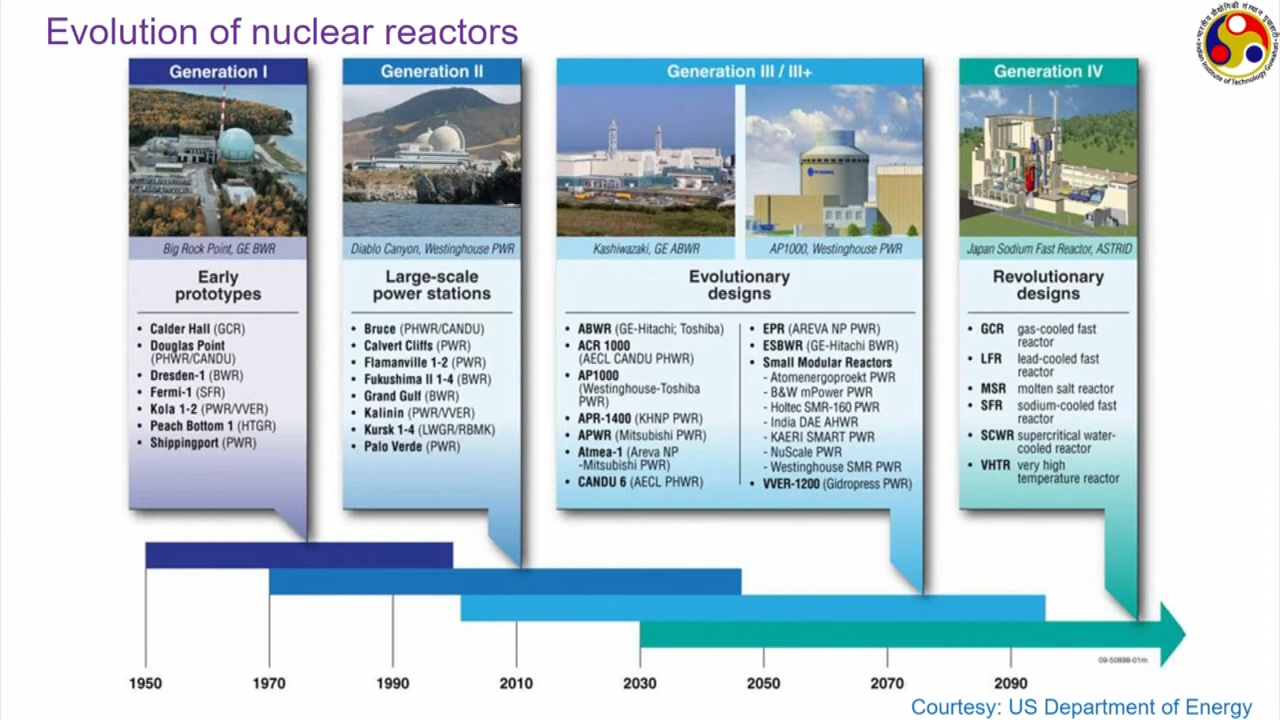 Evolution of nuclear reactors
Generation I
Big Rock Point, GE BWR
Early
prototypes
• Calder Hall (GCR)
• Douglas Point
(PHWR/CANDU)
• Dresden-1 (BWR)
• Fermi-1 (SFR)
• Kola 1-2 (PWR/VVER)
• Peach Bottom 1 (HTGR)
• Shippingport (PWR)
Generation II
Diablo Canyon, Westinghouse PWR
Large-scale
power stations
• Bruce (PHWR/CANDU)
• Calvert Cliffs (PWR)
• Flamanville 1-2 (PWR)
• Fukushima II 1-4 (BWR)
• Grand Gulf (BWR)
• Kalinin (PWR/VVER)
• Kursk 1-4 (LWGR/RBMK)
• Palo Verde (PWR)
Generation III / III+
Kashiwazaki, GE ABWR
AP1000, Westinghouse PWR
Evolutionary
designs
• ABWR (GE-Hitachi; Toshiba)
• ACR 1000
(AECL CANDU PHWR)
• AP1000
(Westinghouse-Toshiba
PWR)
• APR-1400 (KHNP PWR)
• APWR (Mitsubishi PWR)
• Atmea-1 (Areva NP
-Mitsubishi PWR)
• CANDU 6 (AECL PHWR)
• EPR (AREVA NP PWR)
• ESBWR (GE-Hitachi BWR)
• Small Modular Reactors
- Atomenergoproekt PWR
- B&W mPower PWR
- Holtec SMR-160 PWR
- India DAE AHWR
- KAERI SMART PWR
- NuScale PWR
- Westinghouse SMR PWR
• VVER-1200 (Gidropress PWR)
Generation IV
Japan Sodium Fast Reactor, ASTRID
Revolutionary
designs
• GCR gas-cooled fast
reactor
• LFR lead-cooled fast
reactor
• MSR molten salt reactor
• SFR sodium-cooled fast
reactor
• SCWR supercritical water-
cooled reactor
• VHTR very high
temperature reactor
09-50898-01m
1950 1970 1990 2010 2030 2050 2070 2090
Courtesy: US Department of Energy
Indian Institute of Technology Guwahati